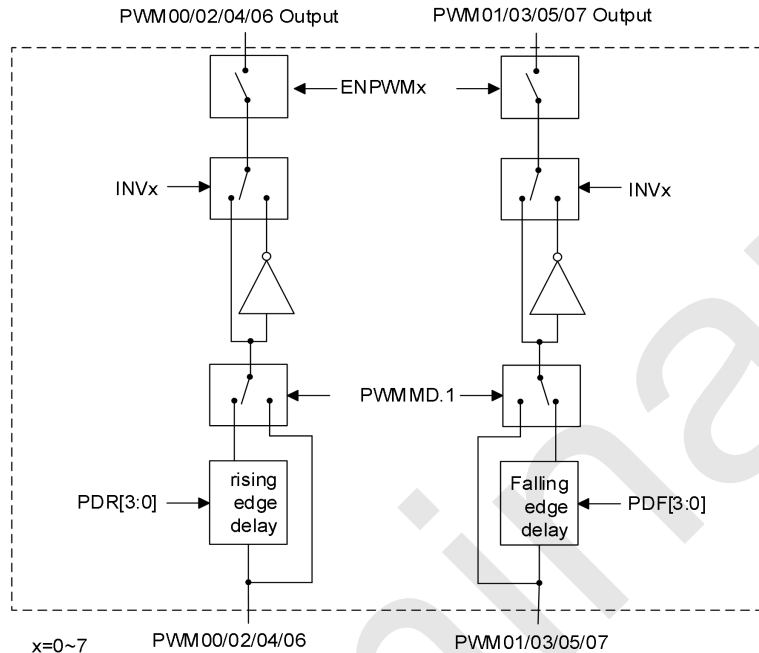 PWM00/02/04/06 Output
PWM01/03/05/07 Output
ENPWMx
INVx
INVx
PWMMD.1
PDR[3:0]
rising
edge
delay
Falling
edge
delay
PDF[3:0]
x=0~7
PWM00/02/04/06
PWM01/03/05/07